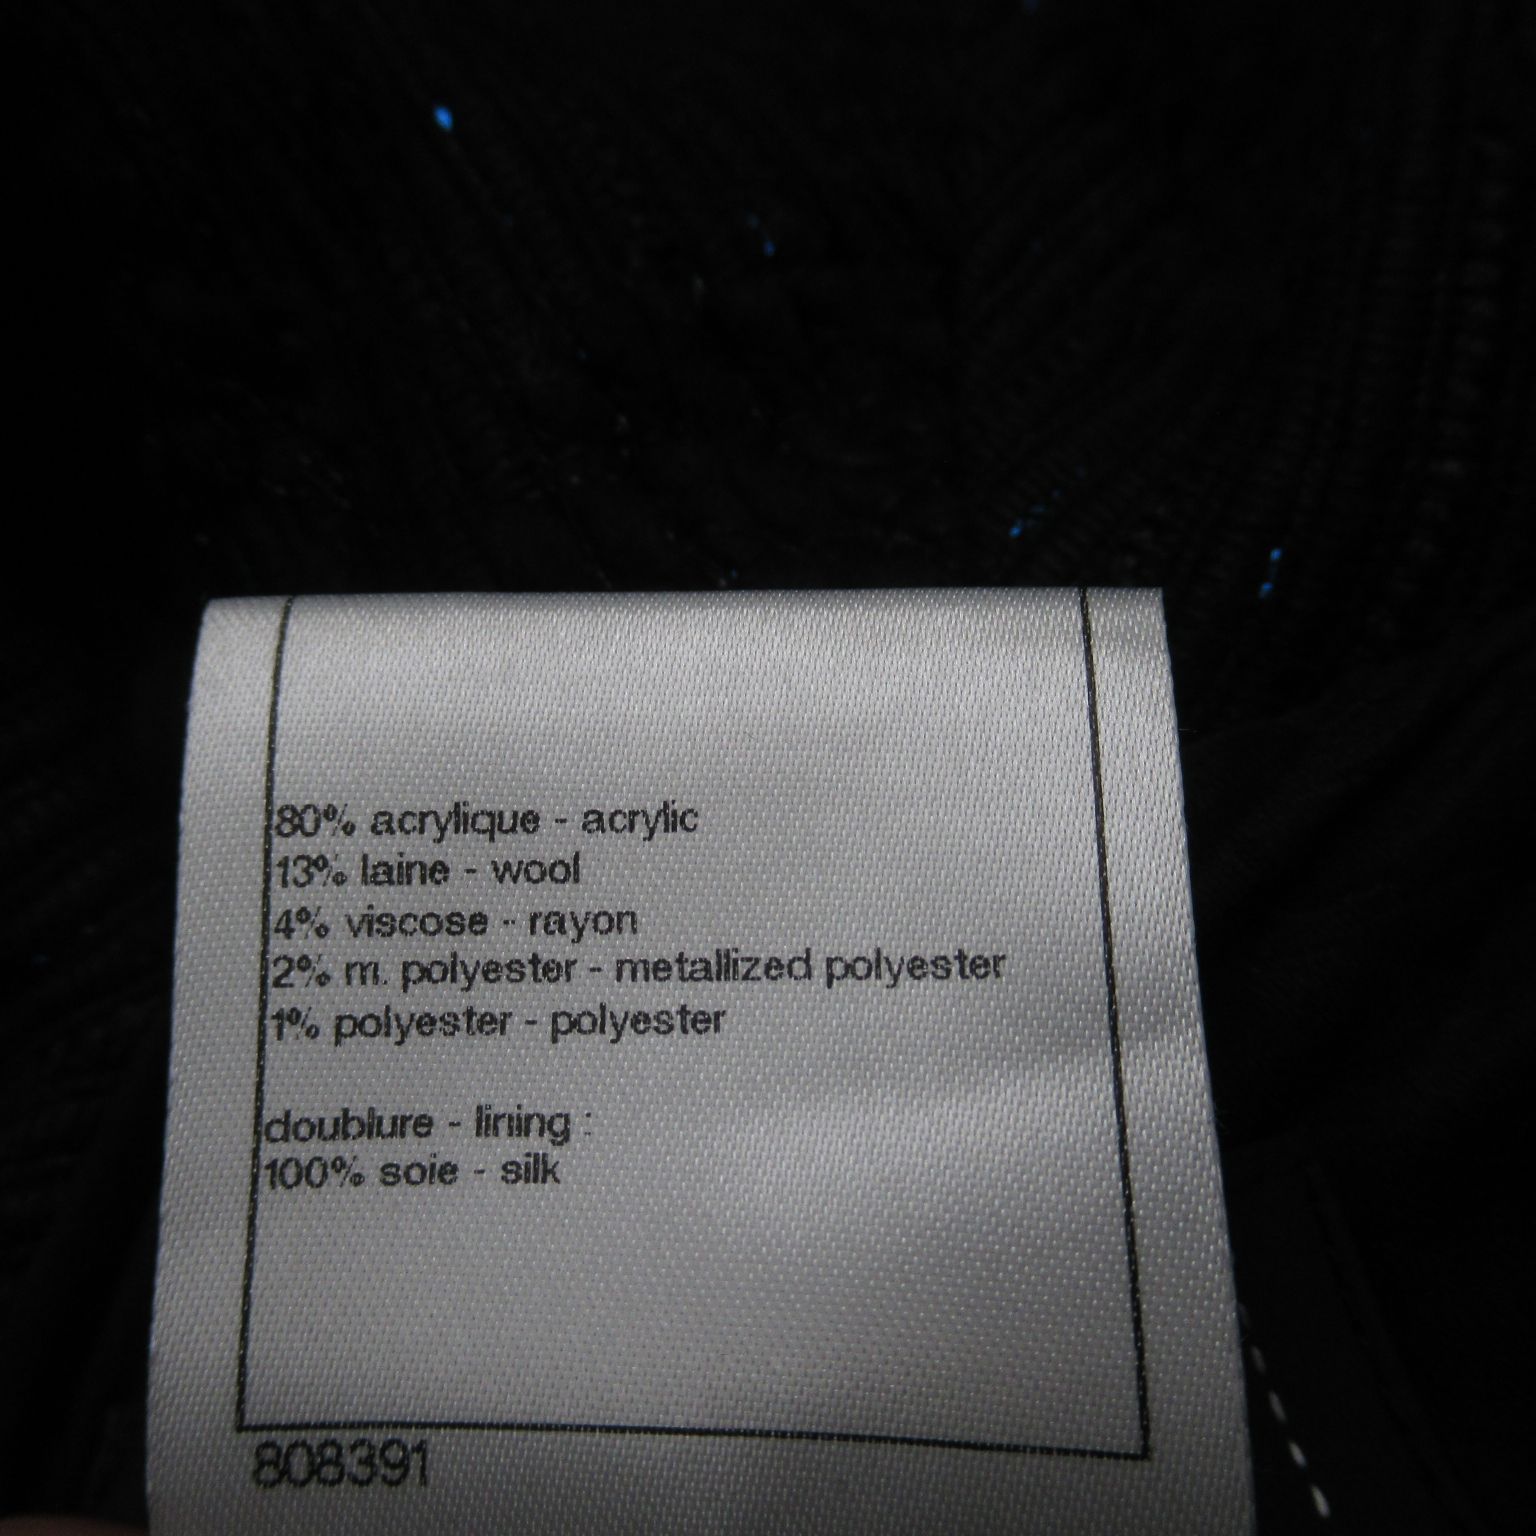 80% acrylique - acrylic
13% laine - wool
4% viscose - rayon
2% m. polyester - metallized polyester
1% polyester - polyester
doublure - lining :
100% soie - silk
808391